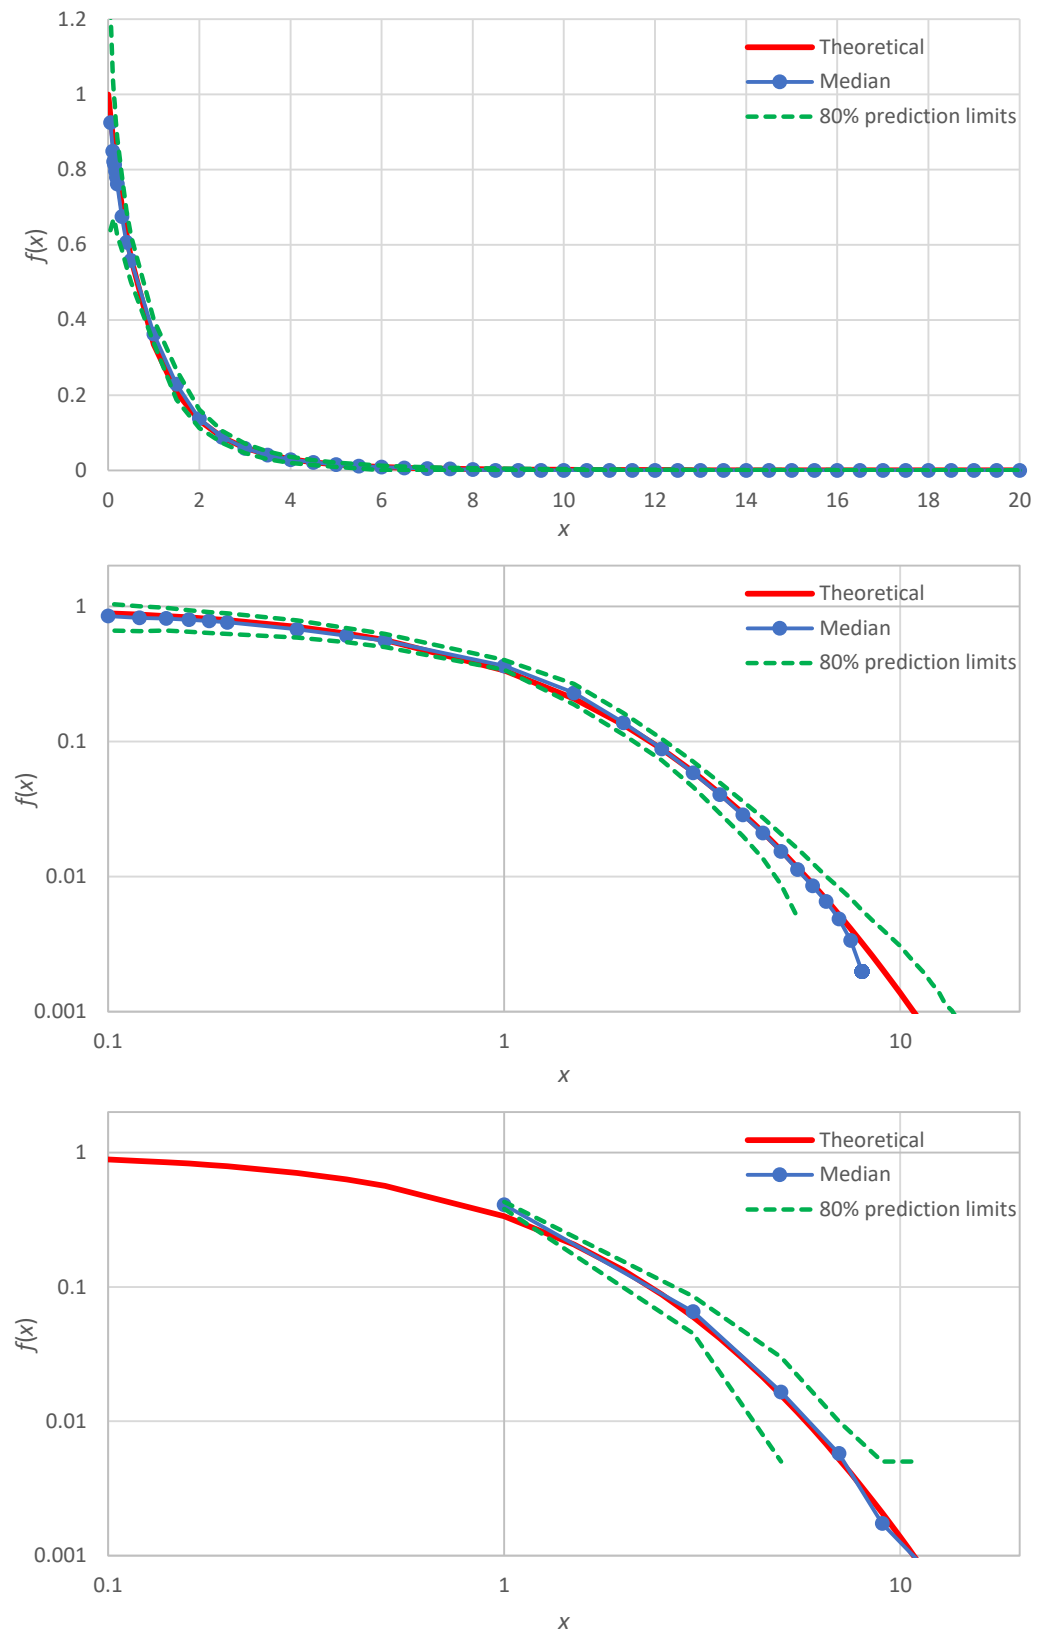 1.2
1
0.8
0.6
0.4
0.2
0
f(x)
Theoretical
Median
80% prediction limits
0 2 4 6 8 10 12 14 16 18 20
x
1
0.1
0.01
0.001
f(x)
Theoretical
Median
80% prediction limits
0.1 1 10
x
1
0.1
0.01
0.001
f(x)
Theoretical
Median
80% prediction limits
0.1 1 10
x